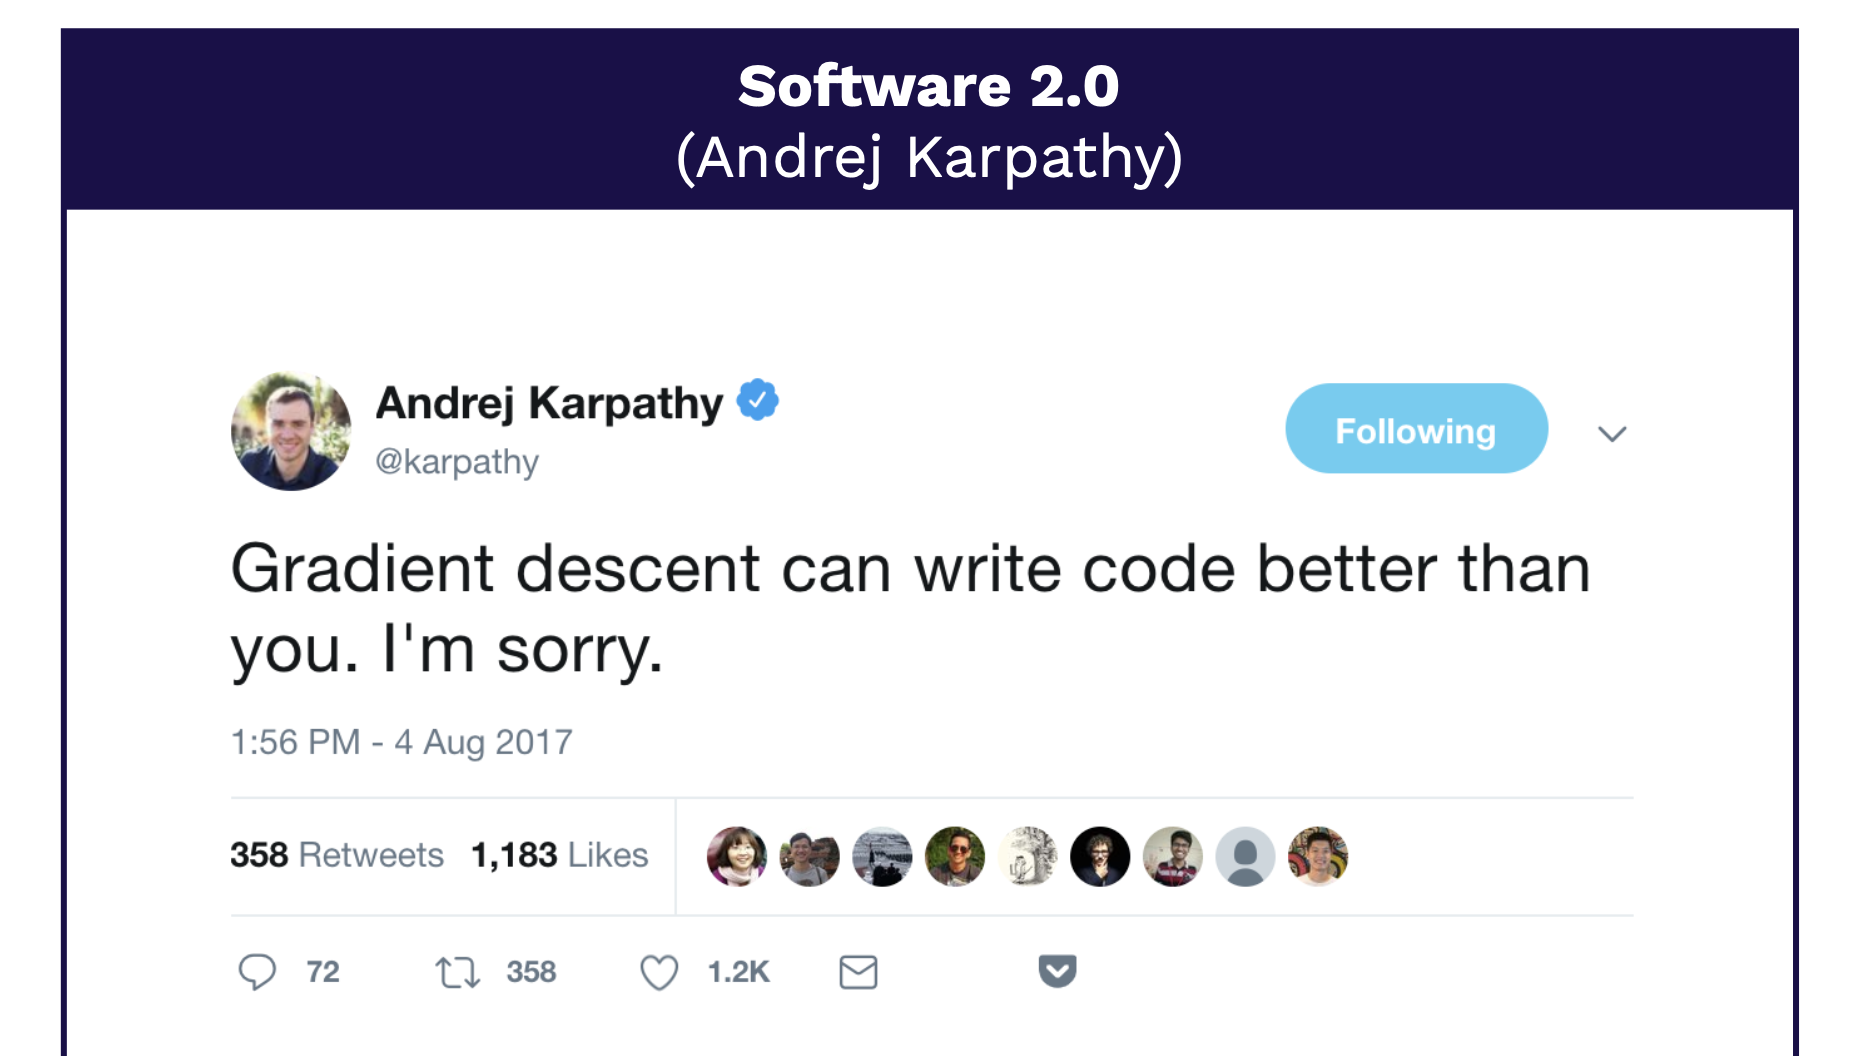 Software 2.0
(Andrej Karpathy)
Andrej Karpathy
@karpathy
Following
Gradient descent can write code better than
you. I'm sorry.
1:56 PM - 4 Aug 2017
358 Retweets 1,183 Likes
72 358 1.2K